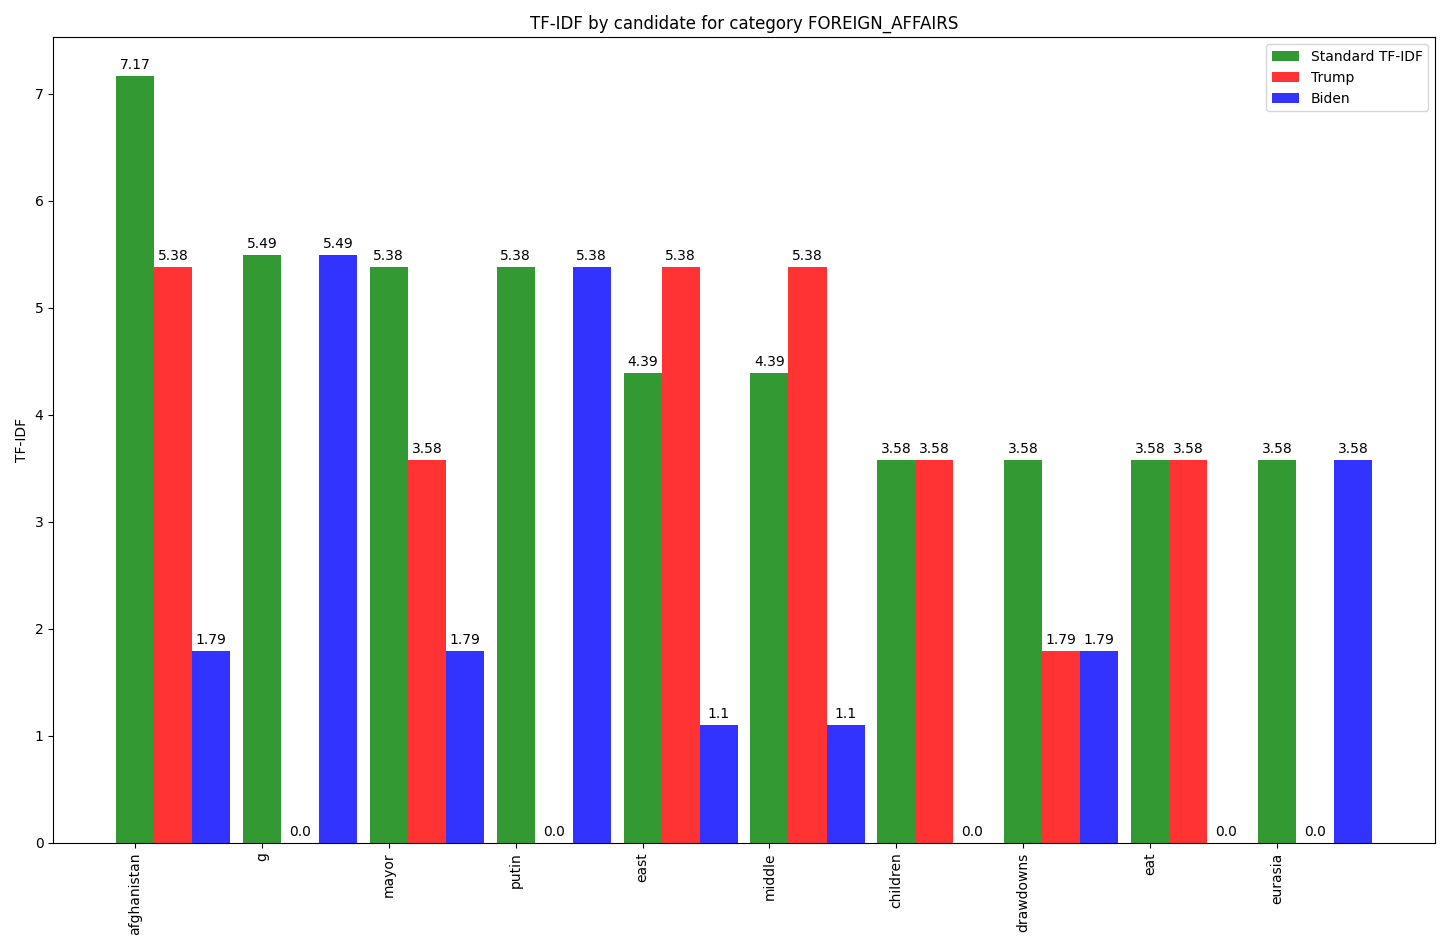 TF-IDF by candidate for category FOREIGN_AFFAIRS
Standard TF-IDF
Trump
Biden
TF-IDF
7
6
5
4
3
2
1
0
7.17
5.38
1.79
5.49
0.0
5.49
5.38
3.58
1.79
5.38
0.0
5.38
4.39
5.38
1.1
4.39
5.38
1.1
3.58
3.58
0.0
3.58
1.79
1.79
3.58
3.58
0.0
3.58
0.0
3.58
afghanistan
g
mayor
putin
east
middle
children
drawdowns
eat
eurasia